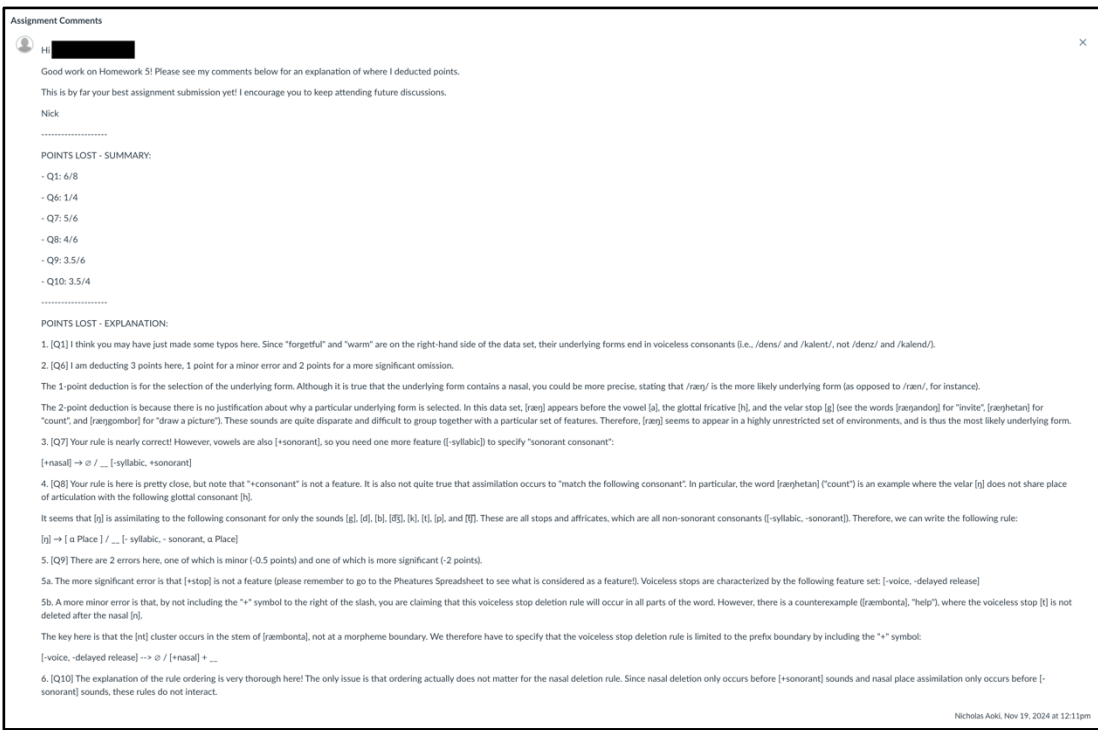 Assignment Comments
Hi
Good work on Homework 5! Please see my comments below for an explanation of where I deducted points.
This is by far your best assignment submission yet! I encourage you to keep attending future discussions.
Nick
--------------------
POINTS LOST - SUMMARY:
- Q1: 6/8
- Q6: 1/4
- Q7: 5/6
- Q8: 4/6
- Q9: 3.5/6
- Q10: 3.5/4
--------------------
POINTS LOST - EXPLANATION:
1. [Q1] I think you may have just made some typos here. Since "forgetful" and "warm" are on the right-hand side of the data set, their underlying forms end in voiceless consonants (i.e., /dens/ and /kalent/, not /denz/ and /kalend/).
2. [Q6] I am deducting 3 points here, 1 point for a minor error and 2 points for a more significant omission.
The 1-point deduction is for the selection of the underlying form. Although it is true that the underlying form contains a nasal, you could be more precise, stating that /ræŋ/ is the more likely underlying form (as opposed to /ræn/, for instance).
The 2-point deduction is because there is no justification about why a particular underlying form is selected. In this data set, [ræŋ] appears before the vowel [a], the glottal fricative [h], and the velar stop [g] (see the words [ræŋandoŋ] for "invite", [ræŋhetan] for
"count", and [ræŋgombor] for "draw a picture"). These sounds are quite disparate and difficult to group together with a particular set of features. Therefore, [ræŋ] seems to appear in a highly unrestricted set of environments, and is thus the most likely underlying form.
3. [Q7] Your rule is nearly correct! However, vowels are also [+sonorant], so you need one more feature ([-syllabic]) to specify "sonorant consonant":
[+nasal] → ∅ / __ [-syllabic, +sonorant]
4. [Q8] Your rule is here is pretty close, but note that "+consonant" is not a feature. It is also not quite true that assimilation occurs to "match the following consonant". In particular, the word [ræŋhetan] ("count") is an example where the velar [ŋ] does not share place
of articulation with the following glottal consonant [h].
It seems that [ŋ] is assimilating to the following consonant for only the sounds [g], [d], [b], [d͡ʒ], [k], [t], [p], and [t͡ʃ]. These are all stops and affricates, which are all non-sonorant consonants ([-syllabic, -sonorant]). Therefore, we can write the following rule:
[ŋ] → [ α Place ] / __ [- syllabic, - sonorant, α Place]
5. [Q9] There are 2 errors here, one of which is minor (-0.5 points) and one of which is more significant (-2 points).
5a. The more significant error is that [+stop] is not a feature (please remember to go to the Pheatures Spreadsheet to see what is considered as a feature!). Voiceless stops are characterized by the following feature set: [-voice, -delayed release]
5b. A more minor error is that, by not including the "+" symbol to the right of the slash, you are claiming that this voiceless stop deletion rule will occur in all parts of the word. However, there is a counterexample ([ræmbonta], "help"), where the voiceless stop [t] is not
deleted after the nasal [n].
The key here is that the [nt] cluster occurs in the stem of [ræmbonta], not at a morpheme boundary. We therefore have to specify that the voiceless stop deletion rule is limited to the prefix boundary by including the "+" symbol:
[-voice, -delayed release] --> ∅ / [+nasal] + __
6. [Q10] The explanation of the rule ordering is very thorough here! The only issue is that ordering actually does not matter for the nasal deletion rule. Since nasal deletion only occurs before [+sonorant] sounds and nasal place assimilation only occurs before [-
sonorant] sounds, these rules do not interact.
Nicholas Aoki, Nov 19, 2024 at 12:11pm